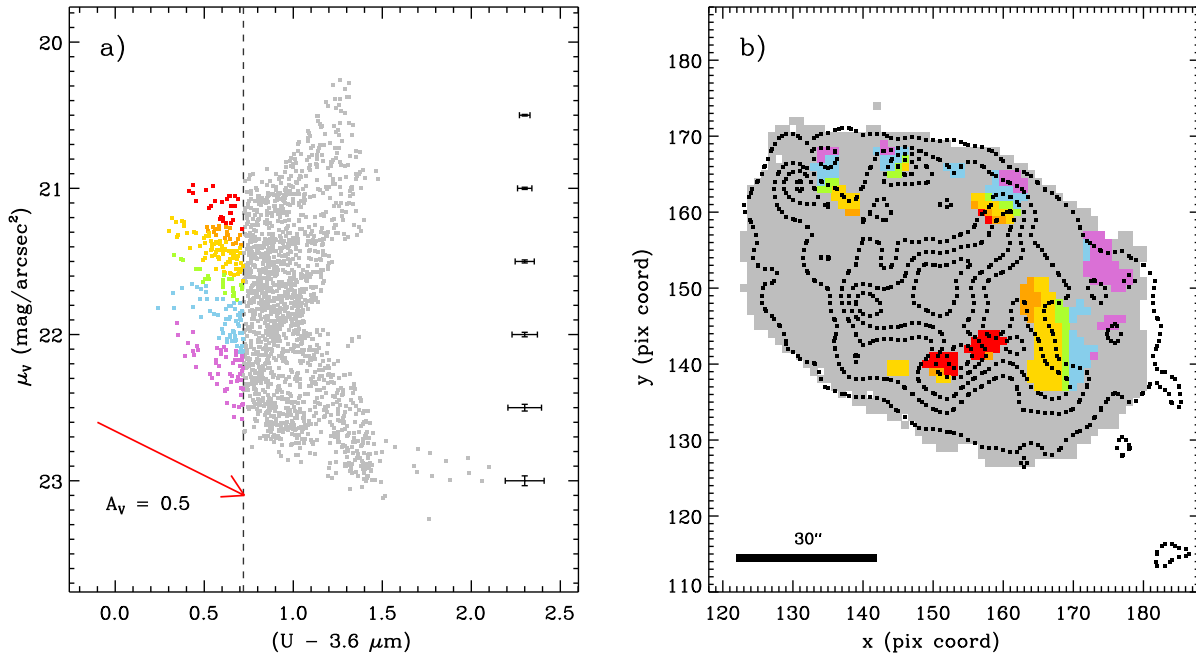 a)
20
21
22
23
μV (mag/arcsec²)
AV = 0.5
0.0 0.5 1.0 1.5 2.0 2.5
(U − 3.6 μm)
b)
180
170
160
150
140
130
120
110
y (pix coord)
30"
120 130 140 150 160 170 180
x (pix coord)